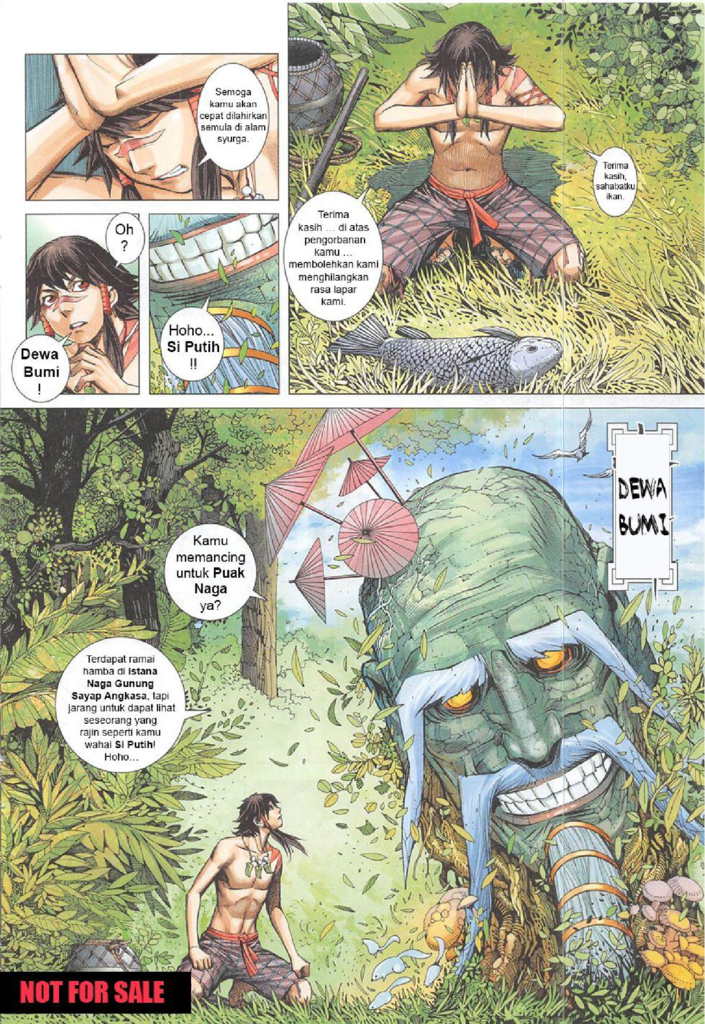 Semoga
kamu akan
cepat dilahirkan
semula di alam
syurga.
Terima
kasih,
sahabatku
ikan.
Terima
kasih ... di atas
pengorbanan
kamu ...
membolehkan kami
menghilangkan
rasa lapar
kami.
Oh
?
Dewa
Bumi
!
Hoho...
Si Putih
!!
DEWA
BUMI
Kamu
memancing
untuk Puak
Naga
ya?
Terdapat ramai
hamba di Istana
Naga Gunung
Sayap Angkasa, tapi
jarang untuk dapat lihat
seseorang yang
rajin seperti kamu
wahai Si Putih!
Hoho...
NOT FOR SALE